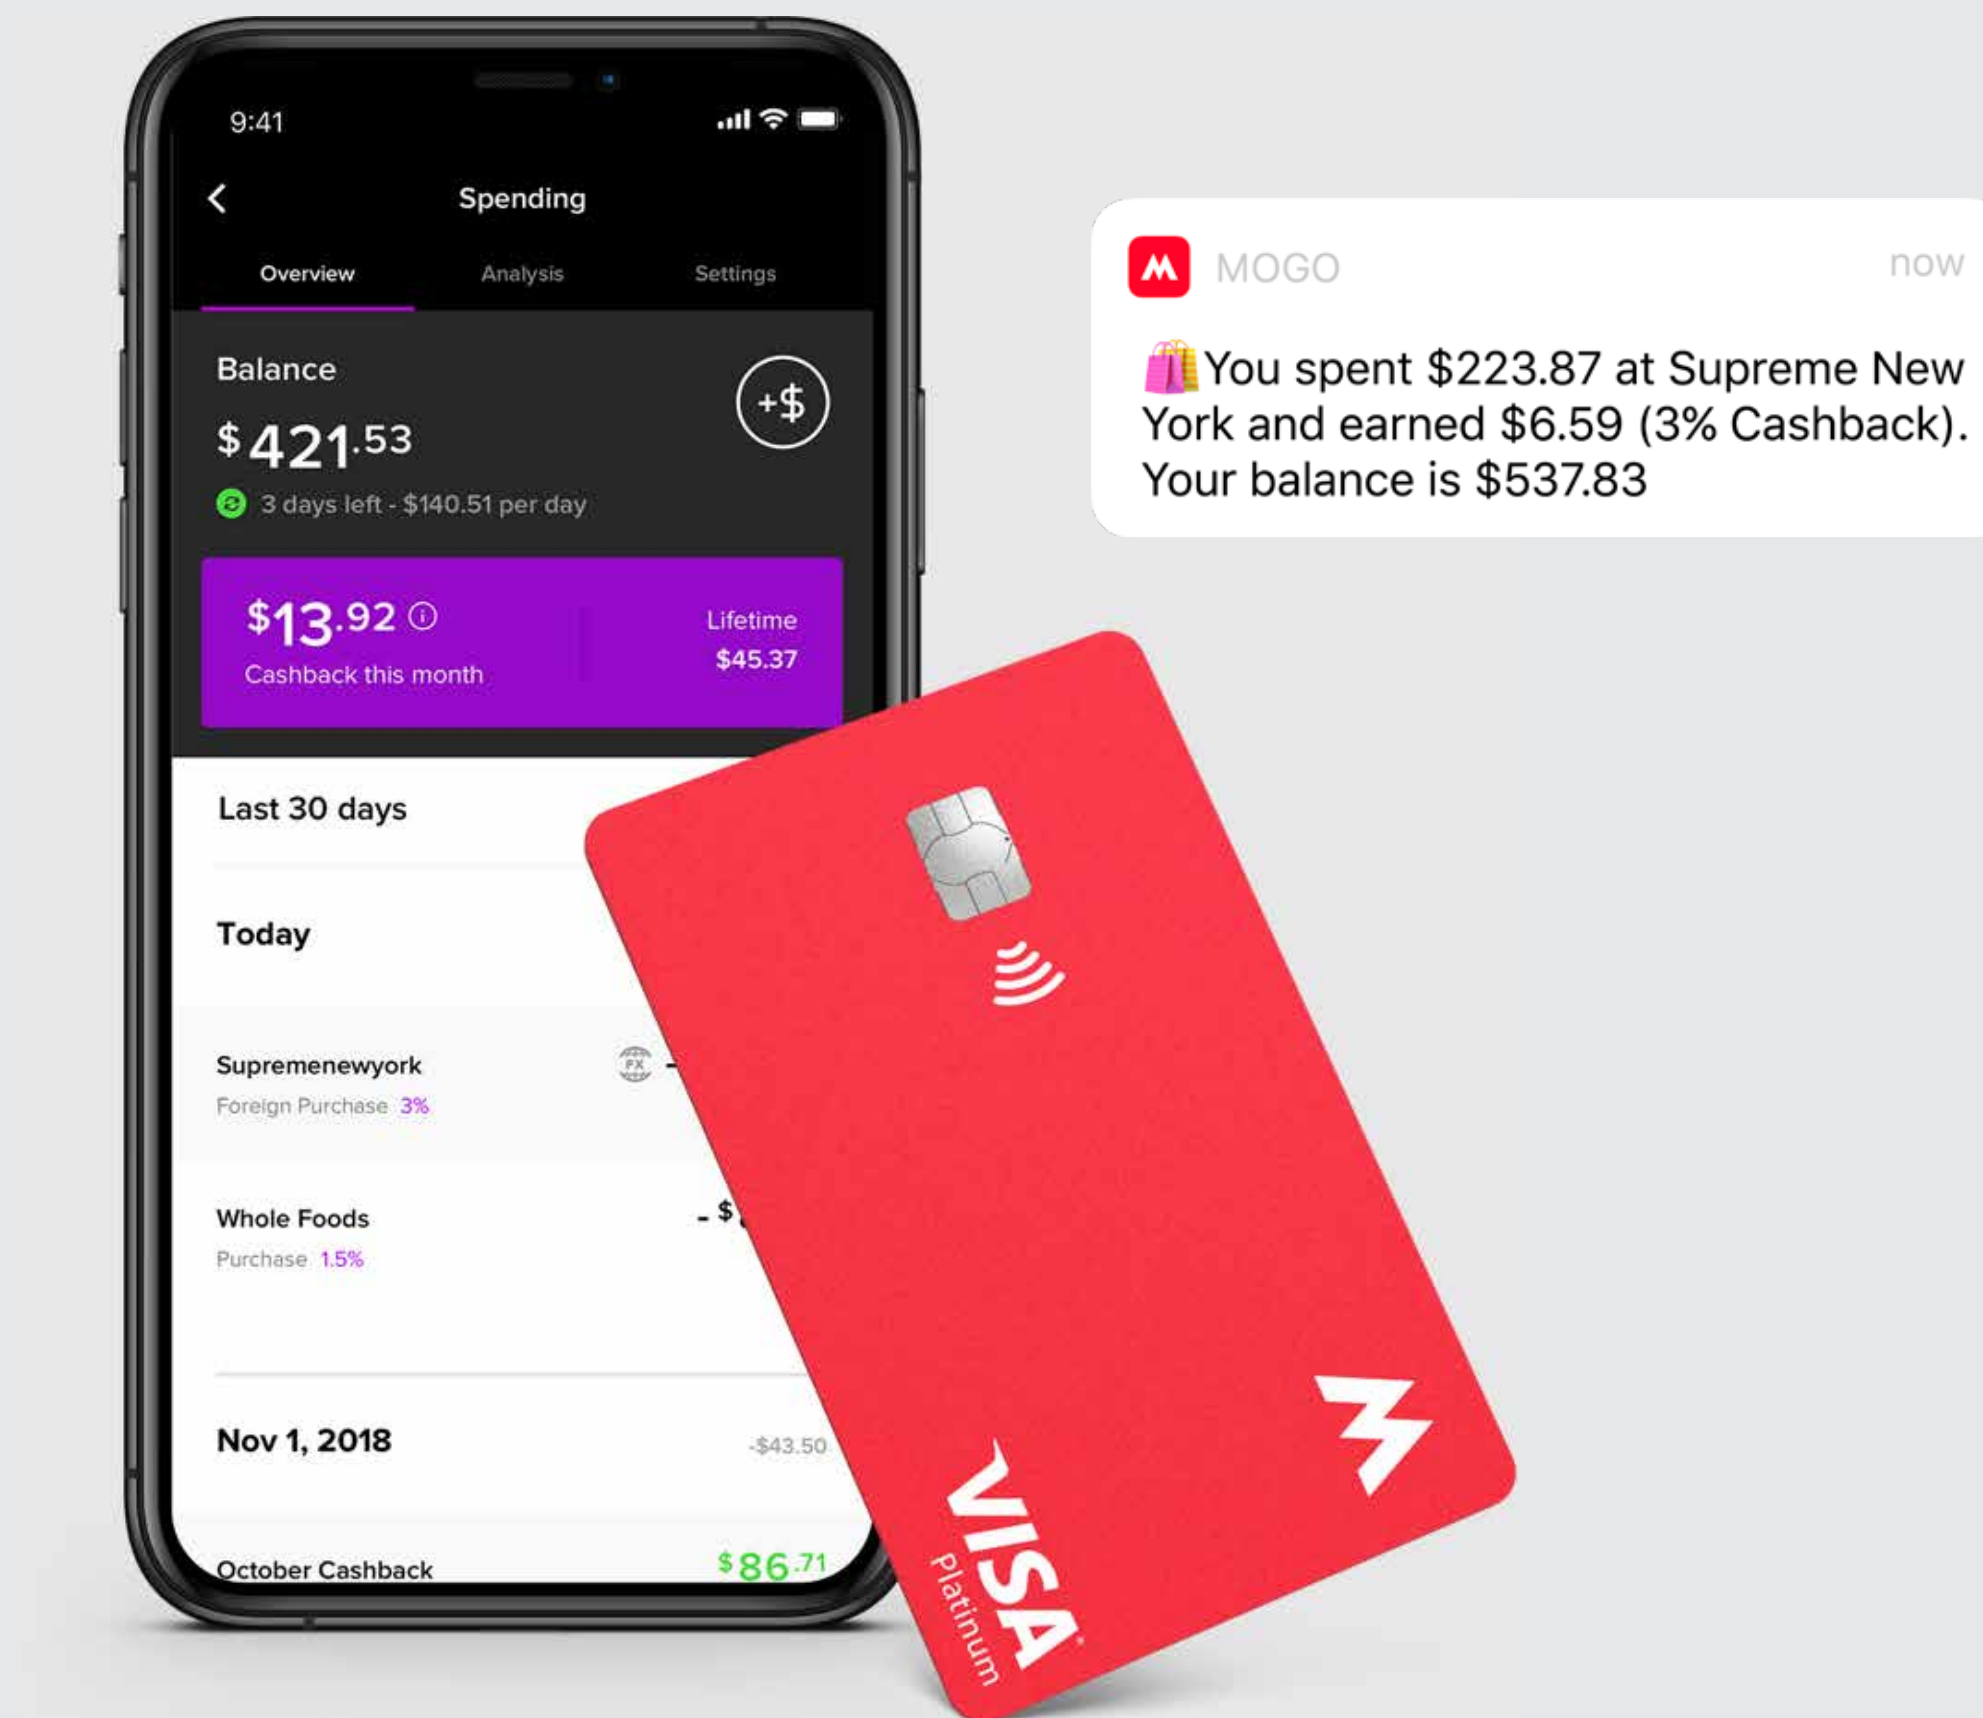 9:41
Spending
Overview Analysis Settings
Balance
$421.53
+$
3 days left - $140.51 per day
$13.92
Cashback this month
Lifetime
$45.37
Last 30 days
Today
Supremenewyork
FX -
Foreign Purchase 3%
Whole Foods
- $
Purchase 1.5%
Nov 1, 2018 -$43.50
October Cashback $86.71
MOGO now
You spent $223.87 at Supreme New
York and earned $6.59 (3% Cashback).
Your balance is $537.83
VISA
Platinum